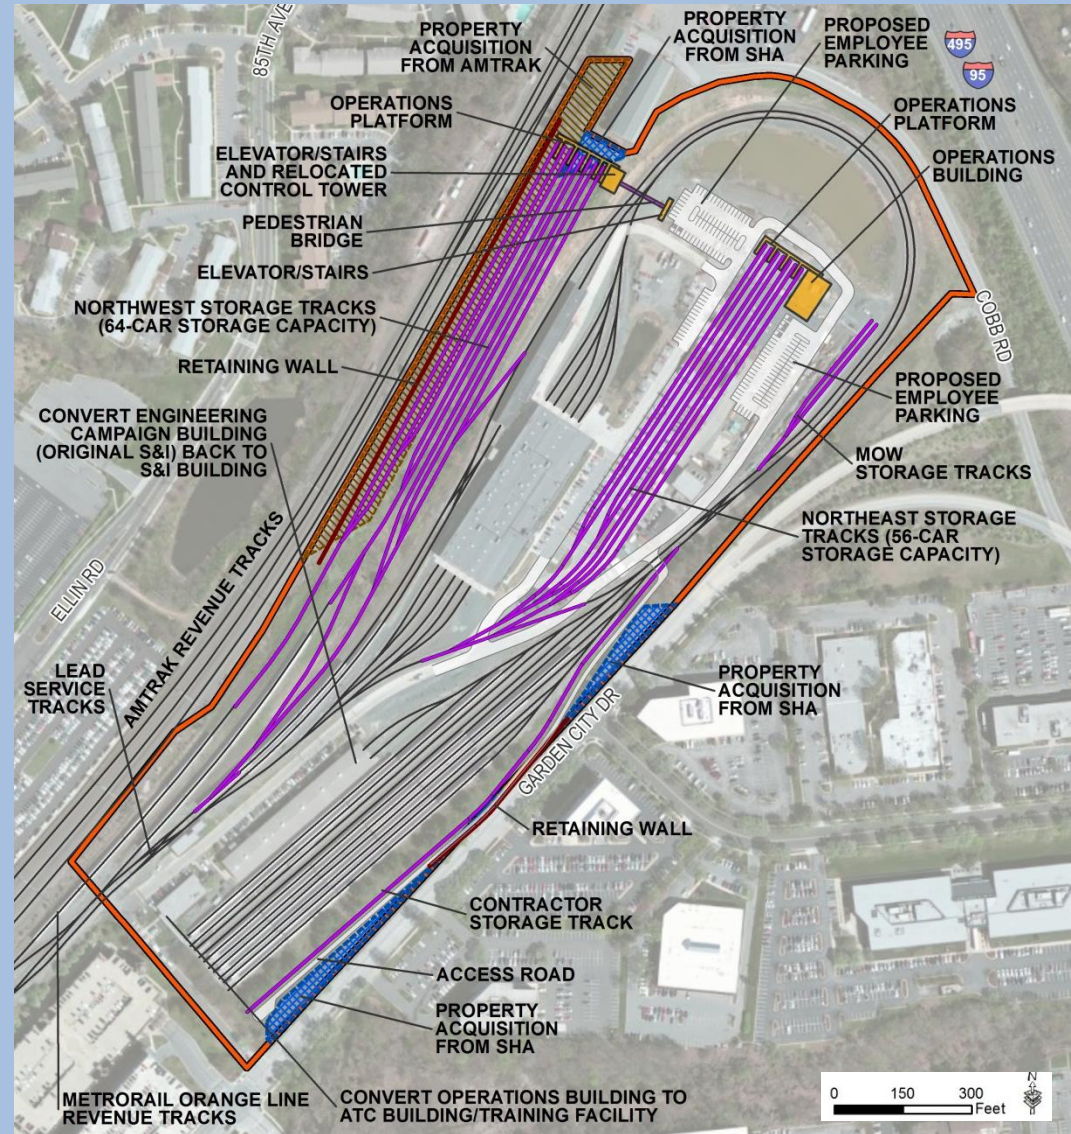 85TH AVE
PROPERTY
ACQUISITION
FROM AMTRAK
PROPERTY
ACQUISITION
FROM SHA
PROPOSED
EMPLOYEE
PARKING
495
95
OPERATIONS
PLATFORM
OPERATIONS
PLATFORM
ELEVATOR/STAIRS
AND RELOCATED
CONTROL TOWER
OPERATIONS
BUILDING
PEDESTRIAN
BRIDGE
ELEVATOR/STAIRS
NORTHWEST STORAGE TRACKS
(64-CAR STORAGE CAPACITY)
COBB RD
RETAINING WALL
PROPOSED
EMPLOYEE
PARKING
CONVERT ENGINEERING
CAMPAIGN BUILDING
(ORIGINAL S&I) BACK TO
S&I BUILDING
MOW
STORAGE TRACKS
NORTHEAST STORAGE
TRACKS (56-CAR
STORAGE CAPACITY)
ELLIN RD
AMTRAK REVENUE TRACKS
LEAD
SERVICE
TRACKS
PROPERTY
ACQUISITION
FROM SHA
GARDEN CITY DR
RETAINING WALL
CONTRACTOR
STORAGE TRACK
ACCESS ROAD
PROPERTY
ACQUISITION
FROM SHA
METRORAIL ORANGE LINE
REVENUE TRACKS
CONVERT OPERATIONS BUILDING TO
ATC BUILDING/TRAINING FACILITY
0 150 300
Feet
N